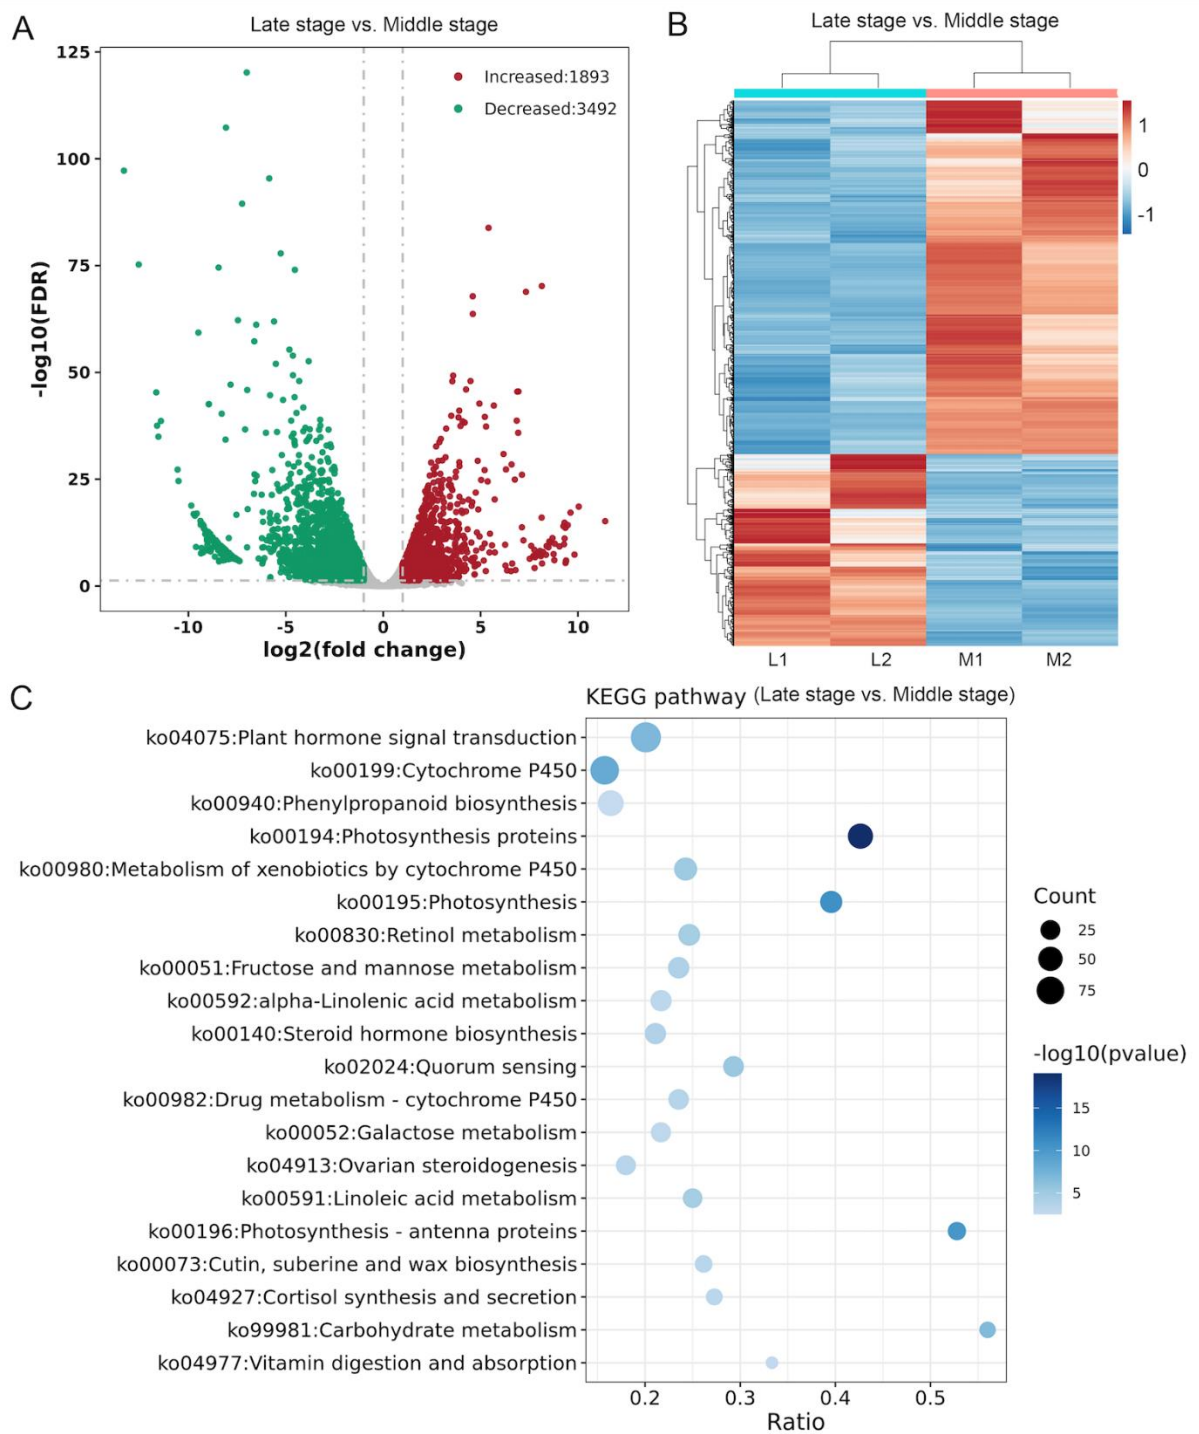 A
Late stage vs. Middle stage
Increased:1893
Decreased:3492
125
100
75
50
25
0
-log10(FDR)
-10
-5
0
5
10
log2(fold change)
B
Late stage vs. Middle stage
1
0
-1
L1
L2
M1
M2
C
KEGG pathway (Late stage vs. Middle stage)
ko04075:Plant hormone signal transduction
ko00199:Cytochrome P450
ko00940:Phenylpropanoid biosynthesis
ko00194:Photosynthesis proteins
ko00980:Metabolism of xenobiotics by cytochrome P450
ko00195:Photosynthesis
ko00830:Retinol metabolism
ko00051:Fructose and mannose metabolism
ko00592:alpha-Linolenic acid metabolism
ko00140:Steroid hormone biosynthesis
ko02024:Quorum sensing
ko00982:Drug metabolism - cytochrome P450
ko00052:Galactose metabolism
ko04913:Ovarian steroidogenesis
ko00591:Linoleic acid metabolism
ko00196:Photosynthesis - antenna proteins
ko00073:Cutin, suberine and wax biosynthesis
ko04927:Cortisol synthesis and secretion
ko99981:Carbohydrate metabolism
ko04977:Vitamin digestion and absorption
0.2
0.3
0.4
0.5
Ratio
Count
25
50
75
-log10(pvalue)
15
10
5